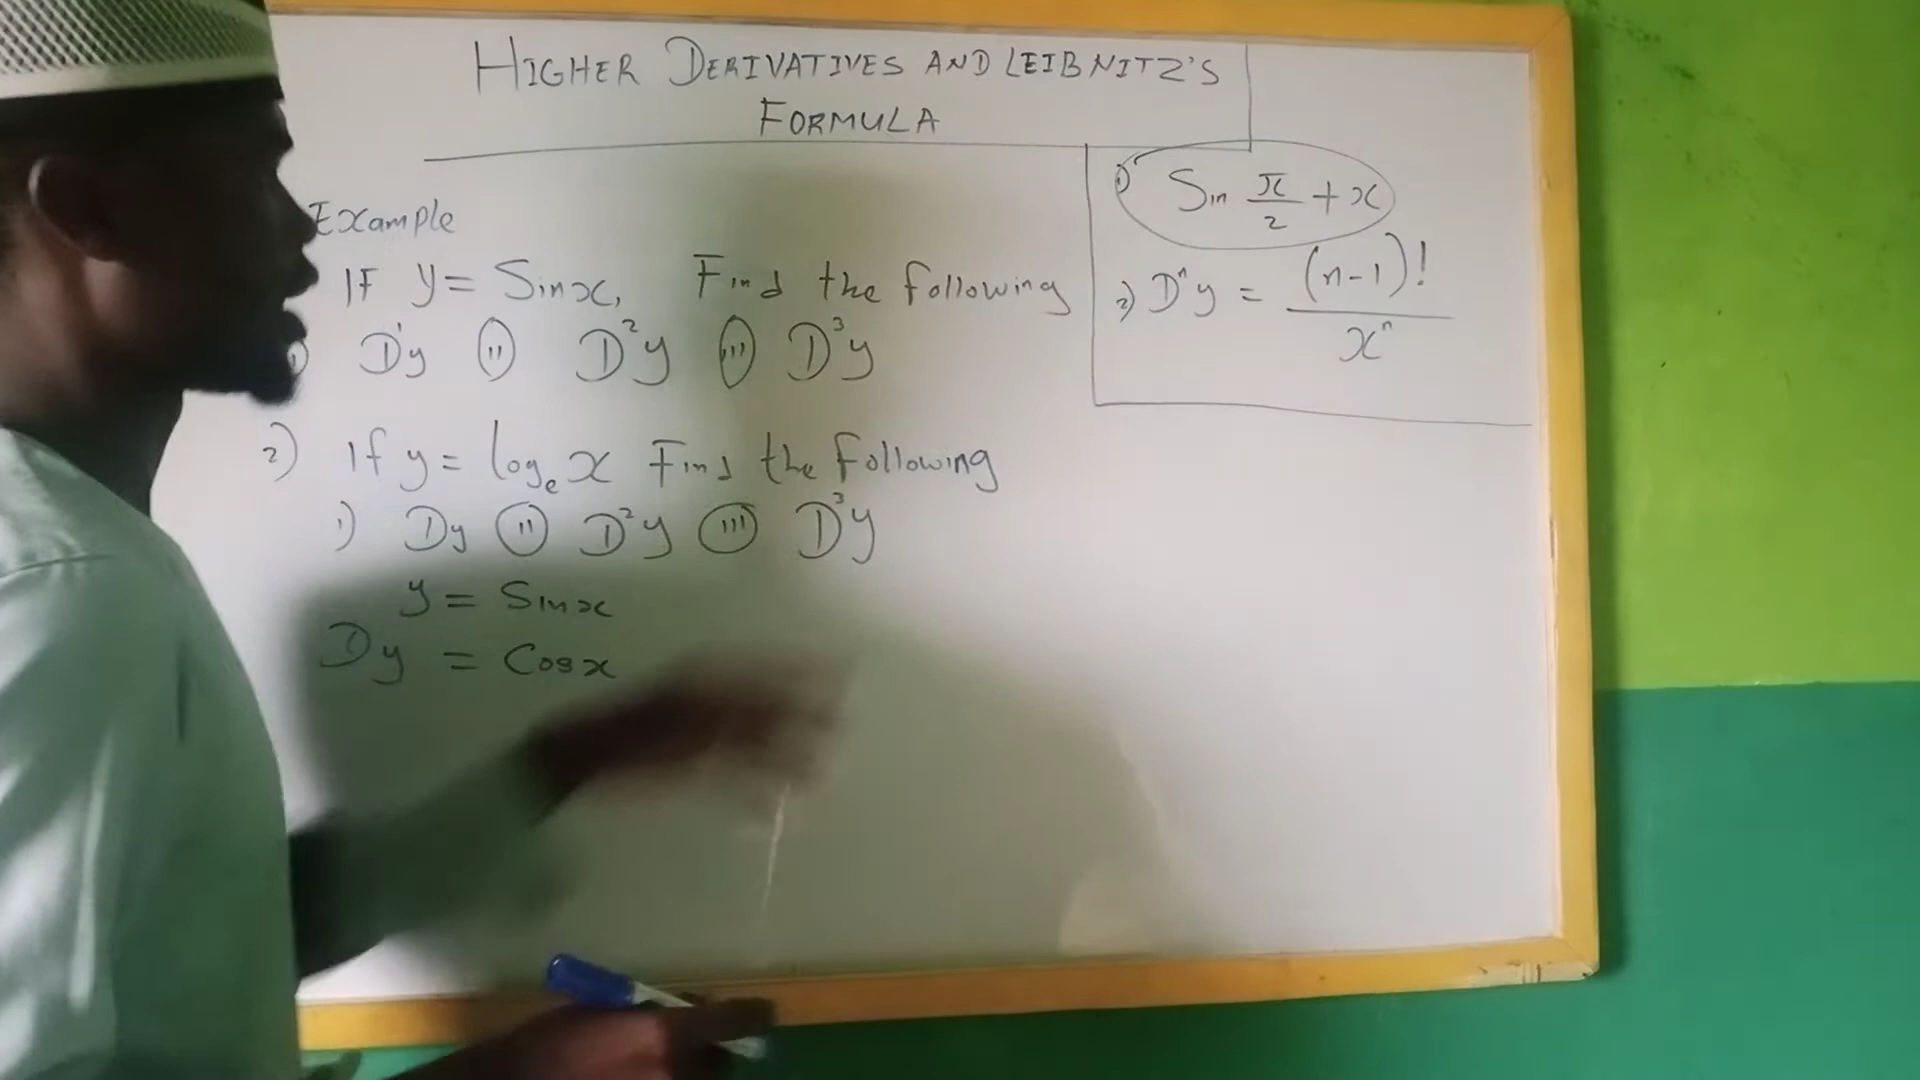 HIGHER DERIVATIVES AND LEIBNITZ'S
FORMULA
Example
IF y = Sinx, Find the following
D'y (ii) D²y (iii) D³y
2) If y = logₑx Find the following
1) Dy (ii) D²y (iii) D³y
y = Sinx
Dy = Cosx
1) Sin π/2 + x
2) Dⁿy = (n-1)!/xⁿ